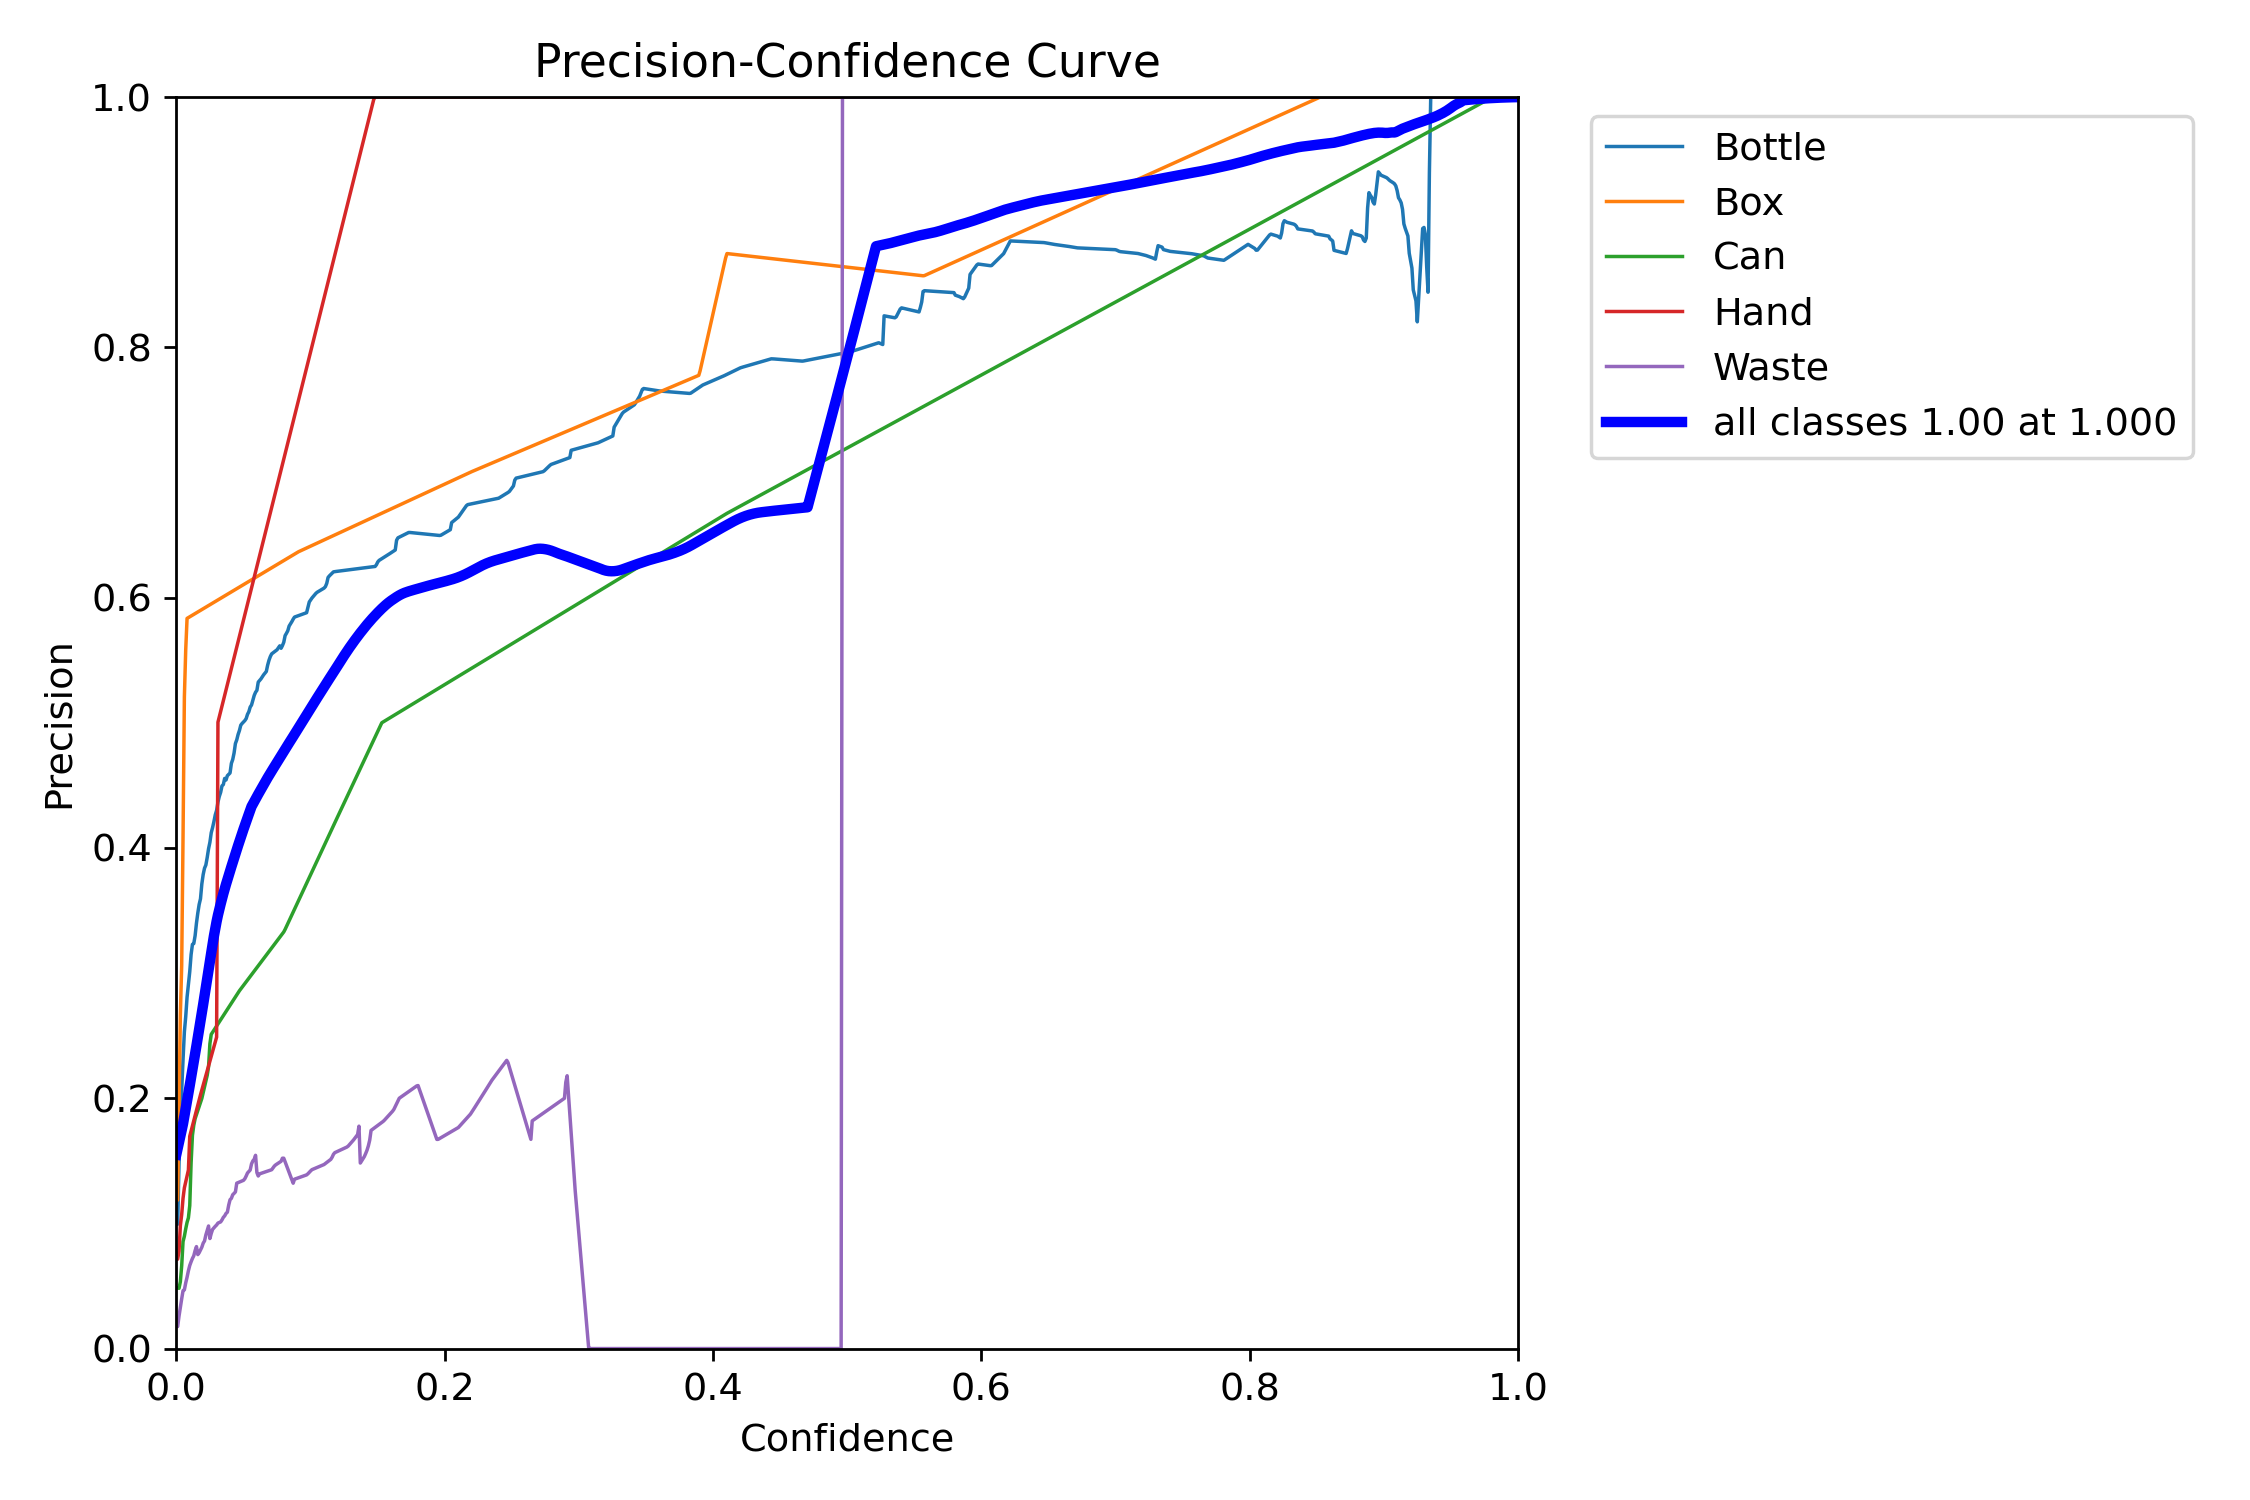 Precision-Confidence Curve
1.0
0.8
0.6
0.4
0.2
0.0
Precision
0.0 0.2 0.4 0.6 0.8 1.0
Confidence
Bottle
Box
Can
Hand
Waste
all classes 1.00 at 1.000